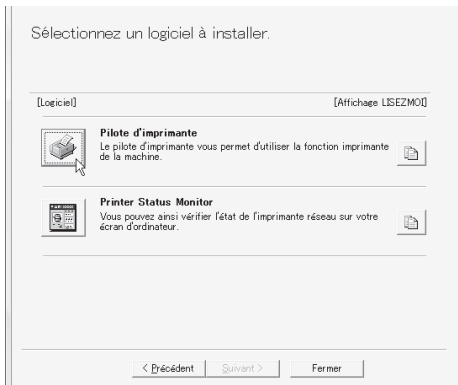 Sélectionnez un logiciel à installer.
[Logiciel] [Affichage LISEZMOI]
Pilote d'imprimante
Le pilote d'imprimante vous permet d'utiliser la fonction imprimante
de la machine.
Printer Status Monitor
Vous pouvez ainsi vérifier l'état de l'imprimante réseau sur votre
écran d'ordinateur.
< Précédent Suivant > Fermer